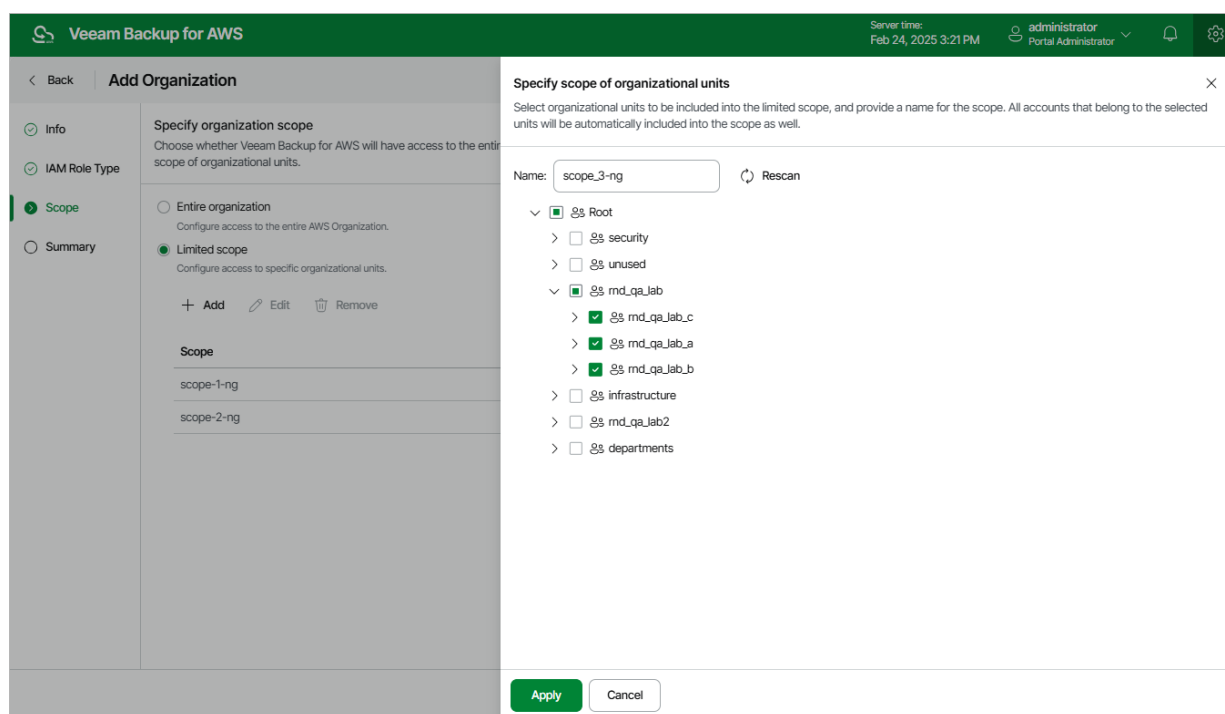 Veeam Backup for AWS
Server time:
Feb 24, 2025 3:21 PM
administrator
Portal Administrator
Back
Add Organization
Info
IAM Role Type
Scope
Summary
Specify organization scope
Choose whether Veeam Backup for AWS will have access to the entir
scope of organizational units.
Entire organization
Configure access to the entire AWS Organization.
Limited scope
Configure access to specific organizational units.
Add Edit Remove
Scope
scope-1-ng
scope-2-ng
Specify scope of organizational units
Select organizational units to be included into the limited scope, and provide a name for the scope. All accounts that belong to the selected
units will be automatically included into the scope as well.
Name: scope_3-ng Rescan
Root
security
unused
rnd_qa_lab
rnd_qa_lab_c
rnd_qa_lab_a
rnd_qa_lab_b
infrastructure
rnd_qa_lab2
departments
Apply Cancel